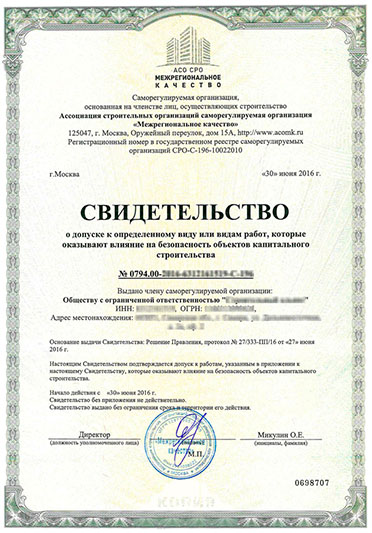 АСО СРО
МЕЖРЕГИОНАЛЬНОЕ
КАЧЕСТВО
Саморегулируемая организация,
основанная на членстве лиц, осуществляющих строительство
Ассоциация строительных организаций саморегулируемая организация
«Межрегиональное качество»
125047, г. Москва, Оружейный переулок, дом 15А, http://www.acomk.ru
Регистрационный номер в государственном реестре саморегулируемых
организаций СРО-С-196-10022010
г.Москва «30» июня 2016 г.
СВИДЕТЕЛЬСТВО
о допуске к определенному виду или видам работ, которые
оказывают влияние на безопасность объектов капитального
строительства
№ 0794.00-
Выдано члену саморегулируемой организации:
Обществу с ограниченной ответственностью "
ИНН: ОГРН:
Адрес местонахождения:
Основание выдачи Свидетельства: Решение Правления, протокол № 27/333-ПП/16 от «27» июня
2016 г.
Настоящим Свидетельством подтверждается допуск к работам, указанным в приложении к
настоящему Свидетельству, которые оказывают влияние на безопасность объектов капитального
строительства.
Начало действия с «30» июня 2016 г.
Свидетельство без приложения не действительно.
Свидетельство выдано без ограничения срока и территории его действия.
Директор Микулин О.Е.
(должность уполномоченного лица) (инициалы, фамилия)
М.П.
0698707
КОПИЯ